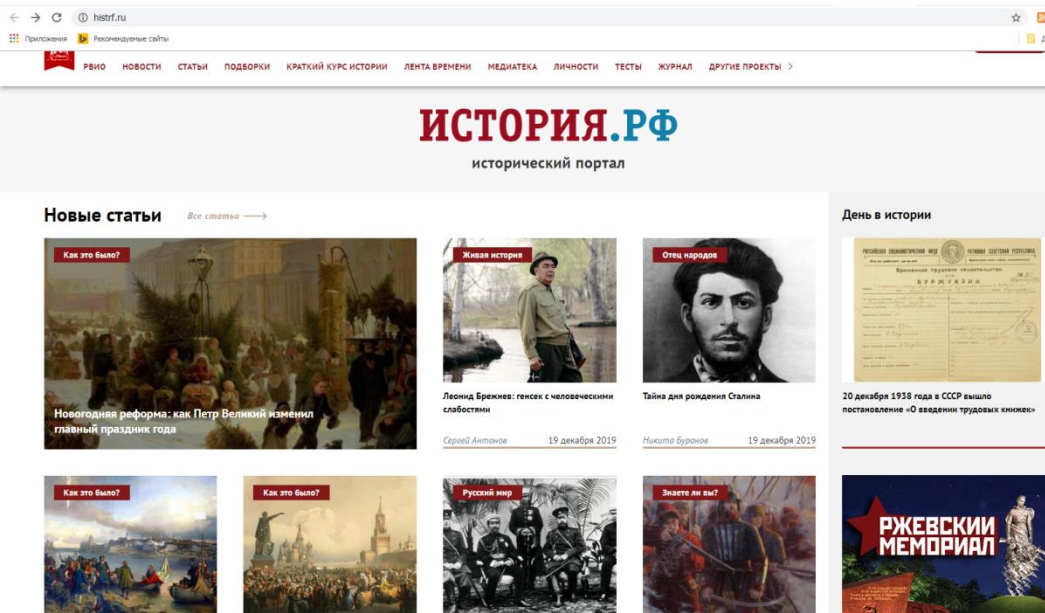 histrf.ru
Приложения
Рекомендуемые сайты
РВИО НОВОСТИ СТАТЬИ ПОДБОРКИ КРАТКИЙ КУРС ИСТОРИИ ЛЕНТА ВРЕМЕНИ МЕДИАТЕКА ЛИЧНОСТИ ТЕСТЫ ЖУРНАЛ ДРУГИЕ ПРОЕКТЫ >
ИСТОРИЯ.РФ
исторический портал
Новые статьи
Все статьи
Как это было?
Новогодняя реформа: как Петр Великий изменил
главный праздник года
Живая история
Леонид Брежнев: генсек с человеческими
слабостями
Сергей Антонов 19 декабря 2019
Отец народов
Тайна дня рождения Сталина
Никита Буранов 19 декабря 2019
День в истории
20 декабря 1938 года в СССР вышло
постановление «О введении трудовых книжек»
Как это было?
Как это было?
Русский мир
Знаете ли вы?
РЖЕВСКИЙ
МЕМОРИАЛ